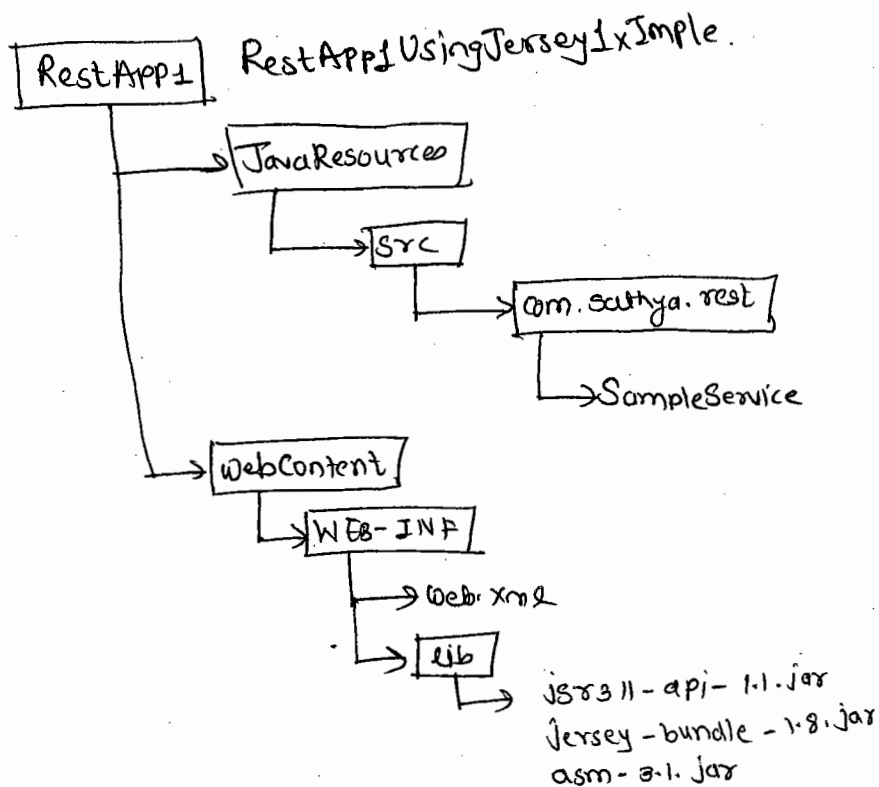 RestApp1 RestApp1UsingJersey1xImple.
JavaResources
src
com.sathya.rest
SampleService
WebContent
WEB-INF
web.xml
lib
jsr311-api-1.1.jar
jersey-bundle-1.8.jar
asm-3.1.jar